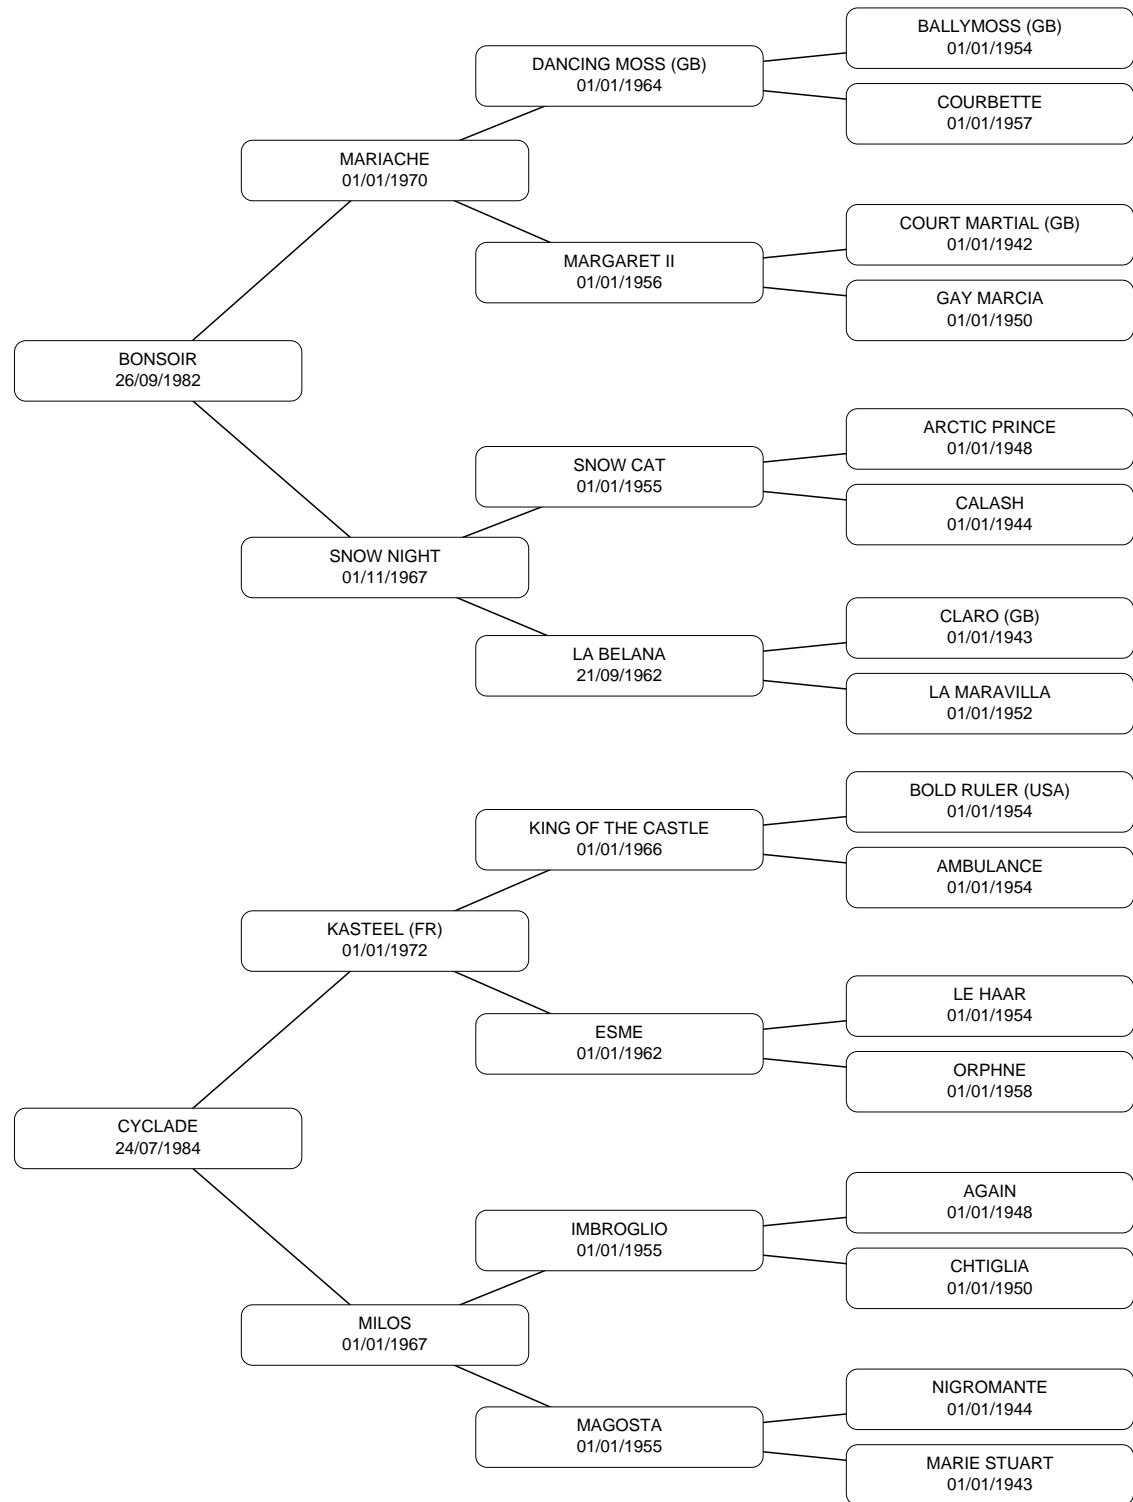 BALLYMOSS (GB)
01/01/1954
DANCING MOSS (GB)
01/01/1964
COURBETTE
01/01/1957
MARIACHE
01/01/1970
COURT MARTIAL (GB)
01/01/1942
MARGARET II
01/01/1956
GAY MARCIA
01/01/1950
BONSOIR
26/09/1982
ARCTIC PRINCE
01/01/1948
SNOW CAT
01/01/1955
CALASH
01/01/1944
SNOW NIGHT
01/11/1967
CLARO (GB)
01/01/1943
LA BELANA
21/09/1962
LA MARAVILLA
01/01/1952
BOLD RULER (USA)
01/01/1954
KING OF THE CASTLE
01/01/1966
AMBULANCE
01/01/1954
KASTEEL (FR)
01/01/1972
LE HAAR
01/01/1954
ESME
01/01/1962
ORPHNE
01/01/1958
CYCLADE
24/07/1984
AGAIN
01/01/1948
IMBROGLIO
01/01/1955
CHTIGLIA
01/01/1950
MILOS
01/01/1967
NIGROMANTE
01/01/1944
MAGOSTA
01/01/1955
MARIE STUART
01/01/1943